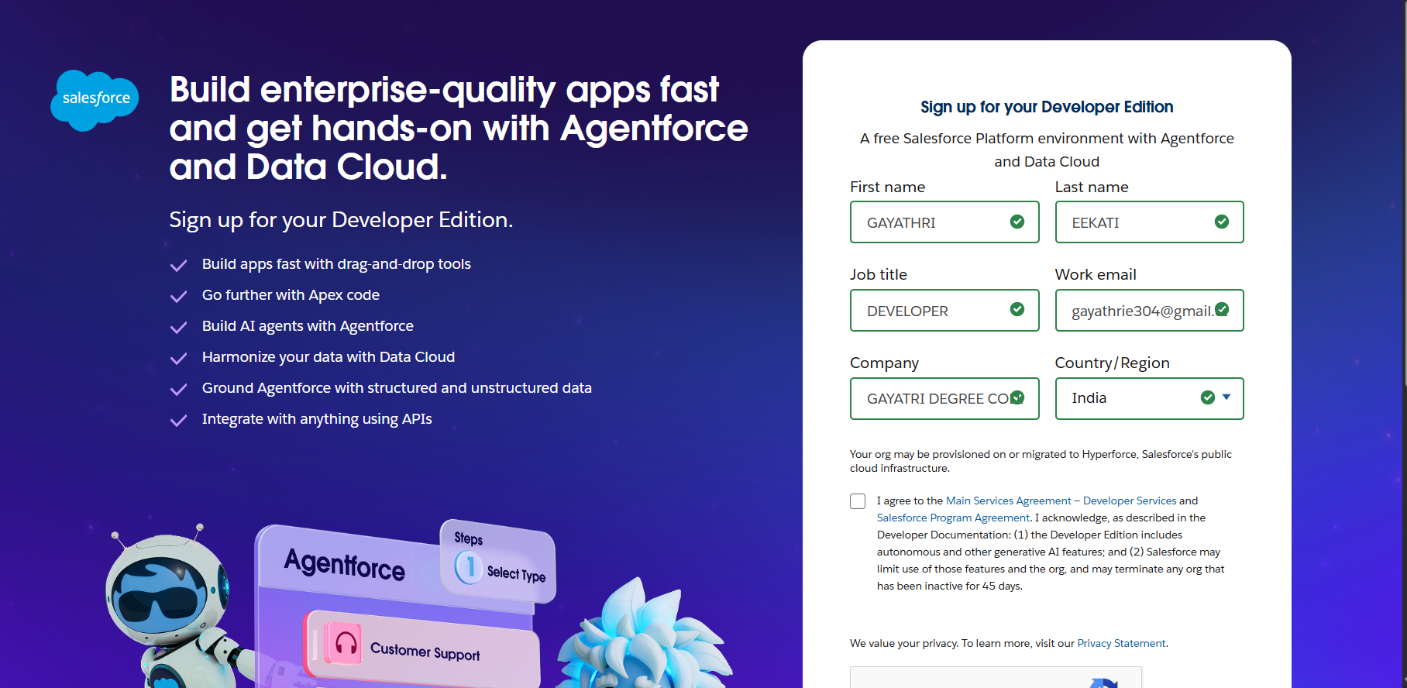 salesforce
Build enterprise-quality apps fast
and get hands-on with Agentforce
and Data Cloud.
Sign up for your Developer Edition.
Build apps fast with drag-and-drop tools
Go further with Apex code
Build AI agents with Agentforce
Harmonize your data with Data Cloud
Ground Agentforce with structured and unstructured data
Integrate with anything using APIs
Agentforce
Steps
1 Select Type
Customer Support
Sign up for your Developer Edition
A free Salesforce Platform environment with Agentforce
and Data Cloud
First name Last name
GAYATHRI EEKATI
Job title Work email
DEVELOPER gayathrie304@gmail.
Company Country/Region
GAYATRI DEGREE CO India
Your org may be provisioned on or migrated to Hyperforce, Salesforce's public
cloud infrastructure.
I agree to the Main Services Agreement – Developer Services and
Salesforce Program Agreement. I acknowledge, as described in the
Developer Documentation: (1) the Developer Edition includes
autonomous and other generative AI features; and (2) Salesforce may
limit use of those features and the org, and may terminate any org that
has been inactive for 45 days.
We value your privacy. To learn more, visit our Privacy Statement.